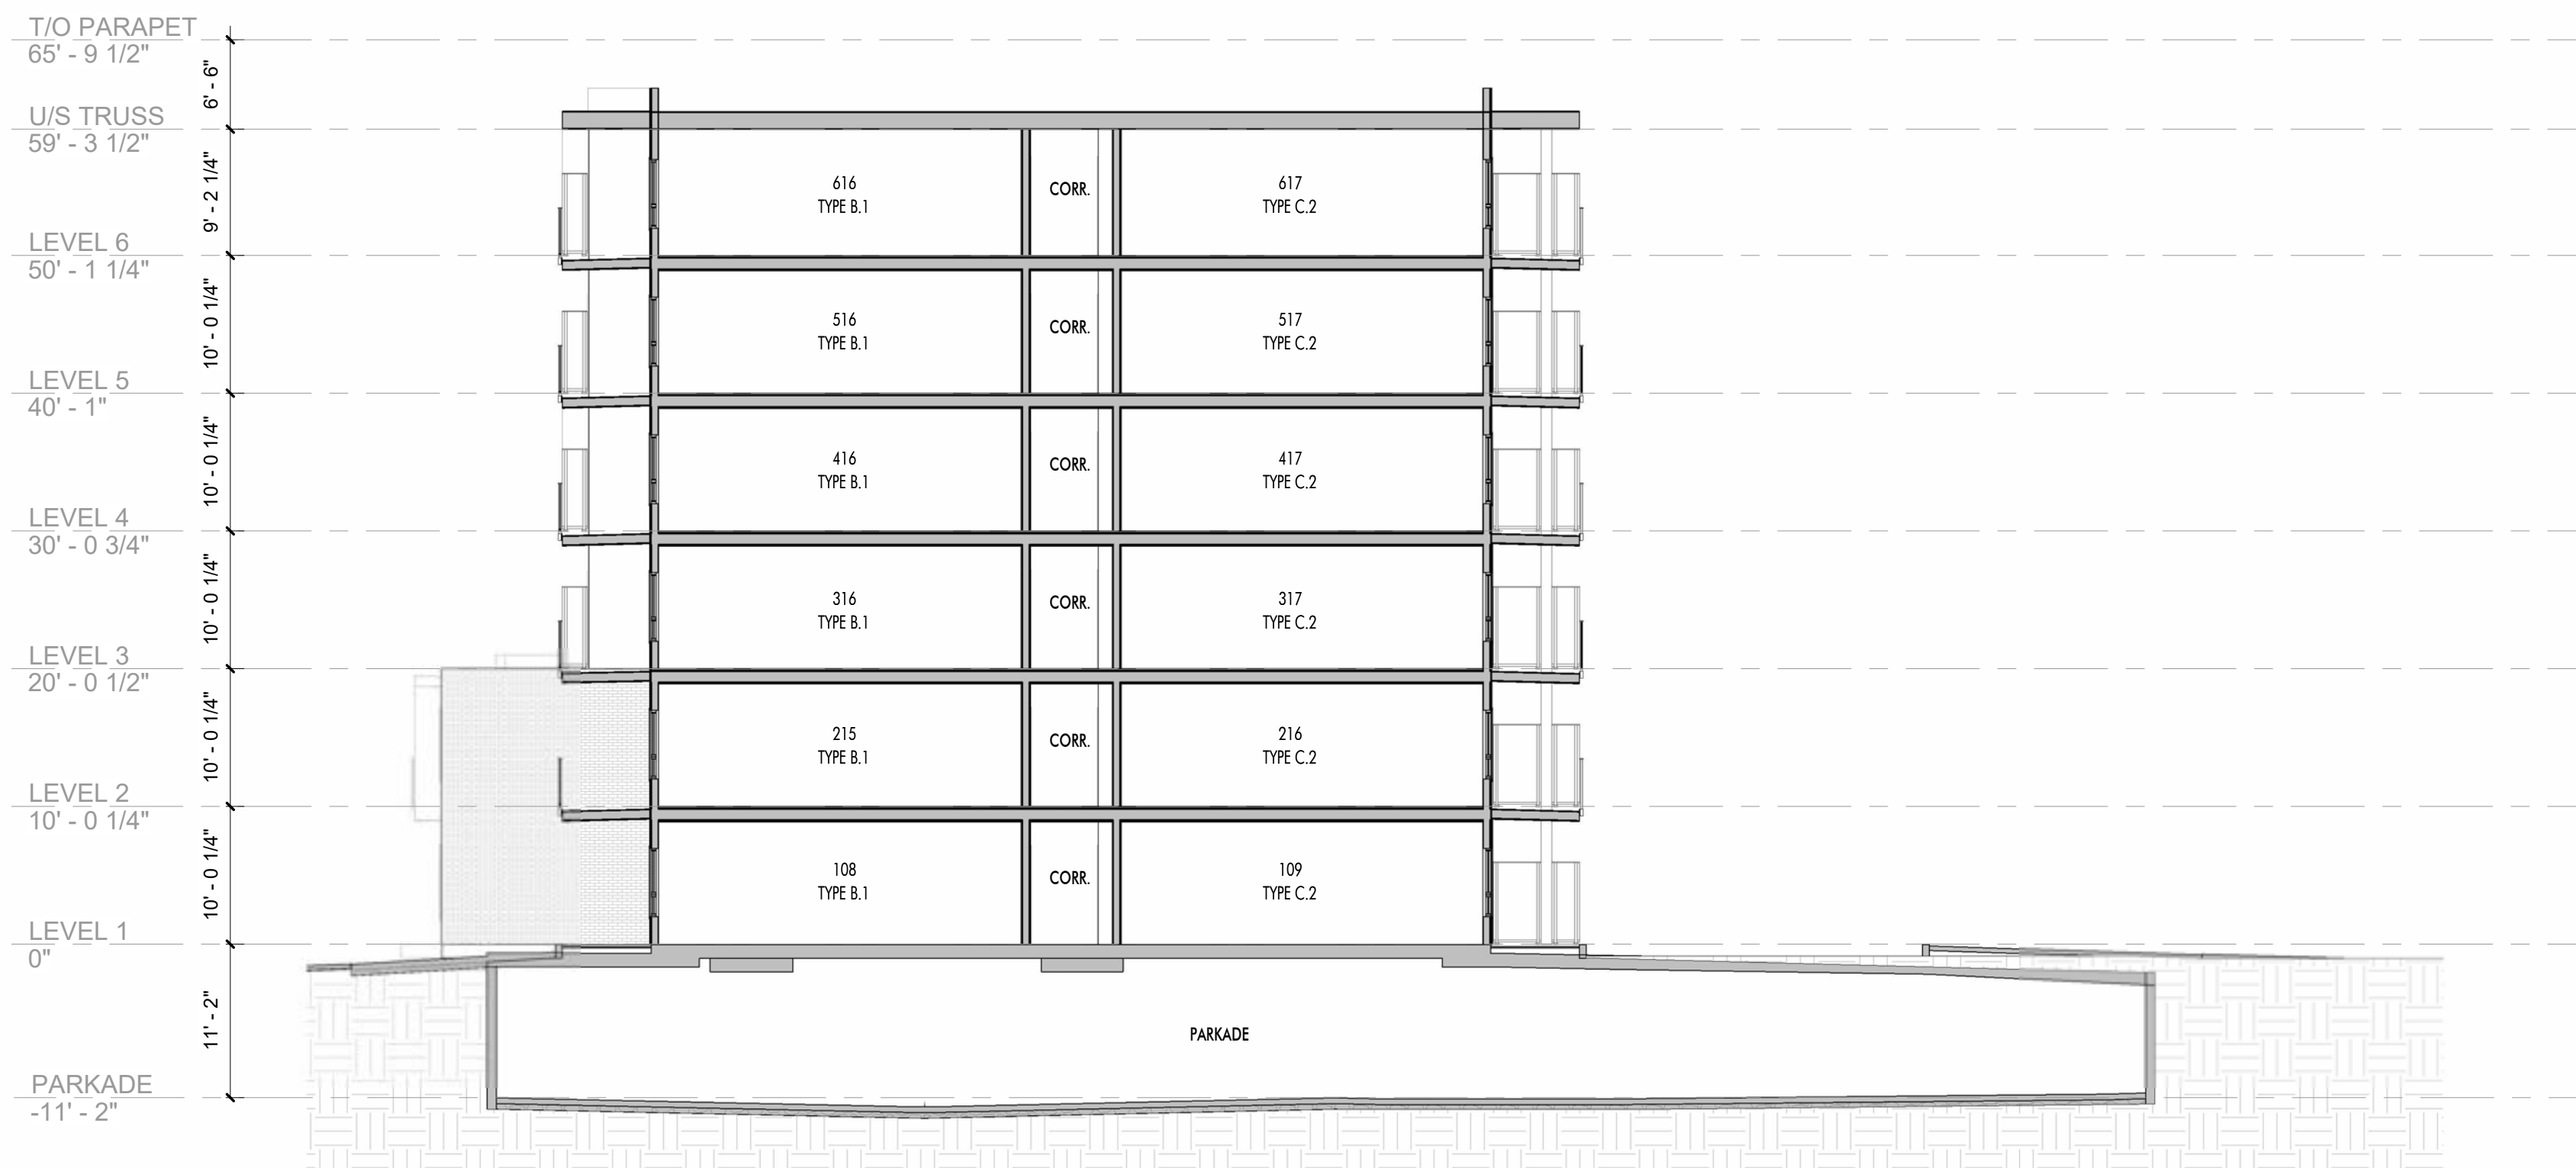 T/O PARAPET
65' - 9 1/2"
6' - 6"
U/S TRUSS
59' - 3 1/2"
9' - 2 1/4"
616
TYPE B.1
CORR.
617
TYPE C.2
LEVEL 6
50' - 1 1/4"
10' - 0 1/4"
516
TYPE B.1
CORR.
517
TYPE C.2
LEVEL 5
40' - 1"
10' - 0 1/4"
416
TYPE B.1
CORR.
417
TYPE C.2
LEVEL 4
30' - 0 3/4"
10' - 0 1/4"
316
TYPE B.1
CORR.
317
TYPE C.2
LEVEL 3
20' - 0 1/2"
10' - 0 1/4"
215
TYPE B.1
CORR.
216
TYPE C.2
LEVEL 2
10' - 0 1/4"
10' - 0 1/4"
108
TYPE B.1
CORR.
109
TYPE C.2
LEVEL 1
0"
11' - 2"
PARKADE
PARKADE
-11' - 2"